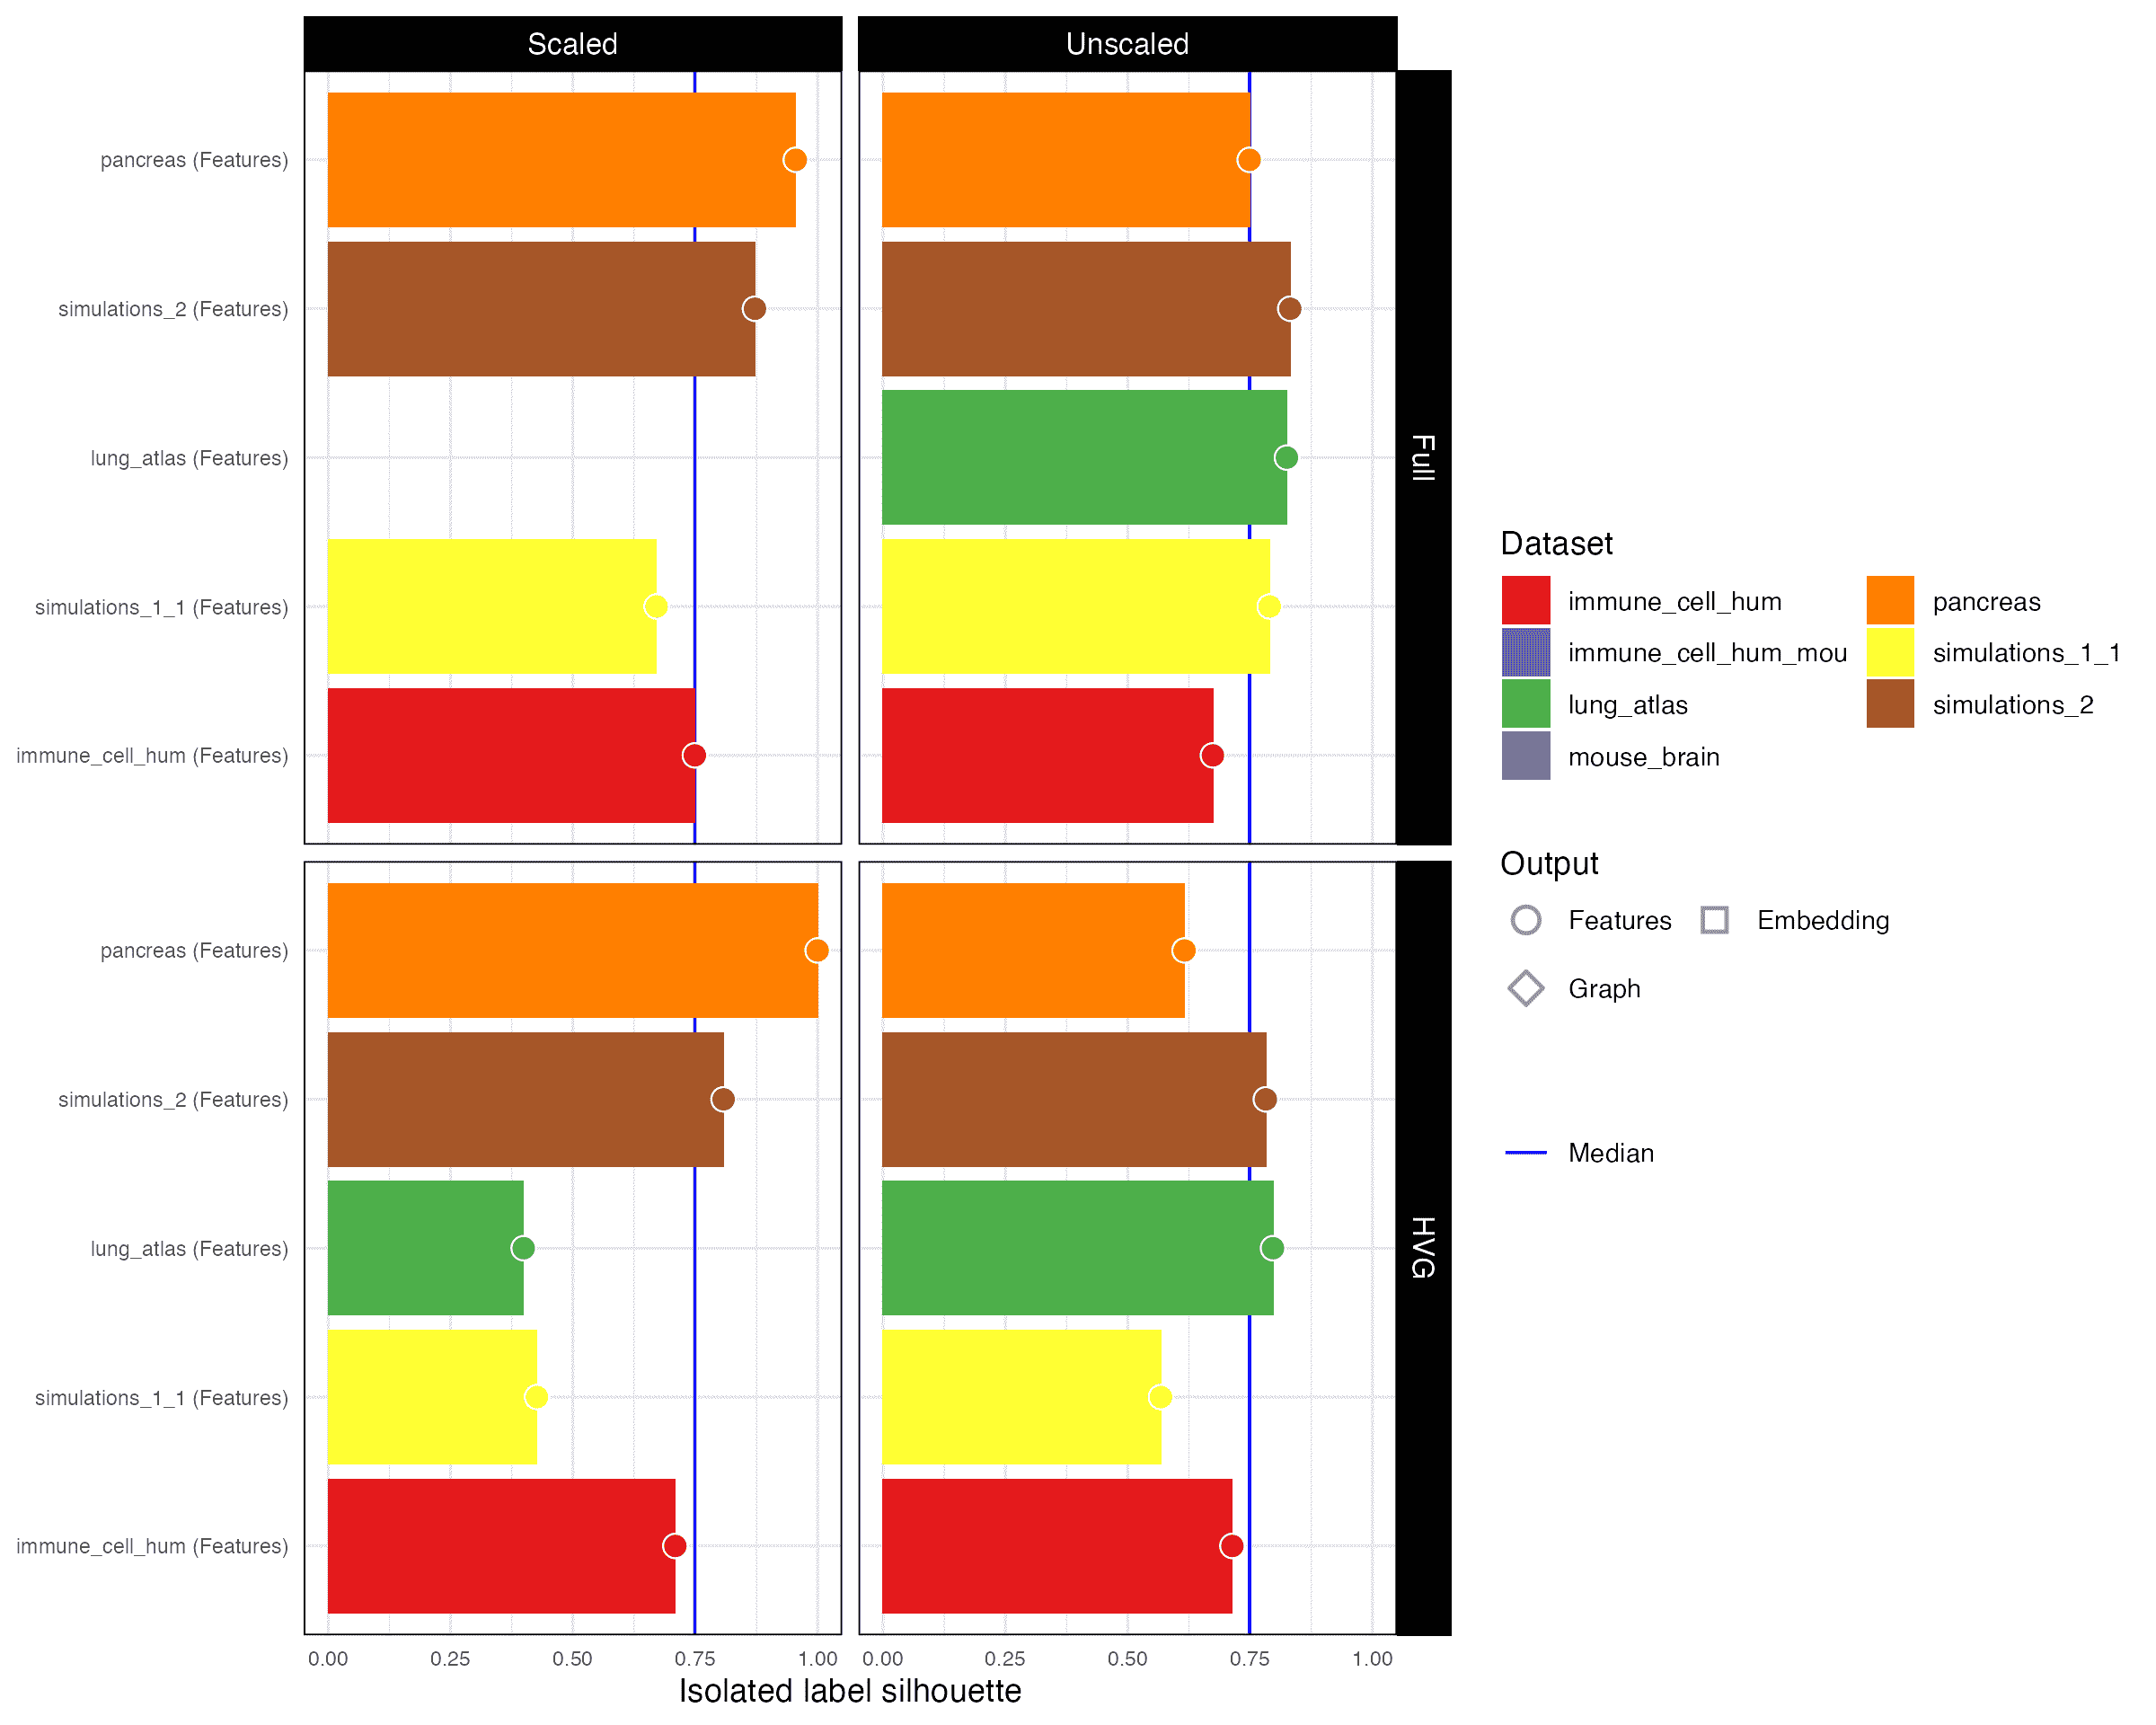 Scaled
Unscaled
pancreas (Features)
simulations_2 (Features)
lung_atlas (Features)
simulations_1_1 (Features)
immune_cell_hum (Features)
Full
pancreas (Features)
simulations_2 (Features)
lung_atlas (Features)
simulations_1_1 (Features)
immune_cell_hum (Features)
HVG
0.00 0.25 0.50 0.75 1.00 0.00 0.25 0.50 0.75 1.00
Isolated label silhouette
Dataset
immune_cell_hum pancreas
immune_cell_hum_mou simulations_1_1
lung_atlas simulations_2
mouse_brain
Output
Features Embedding
Graph
Median